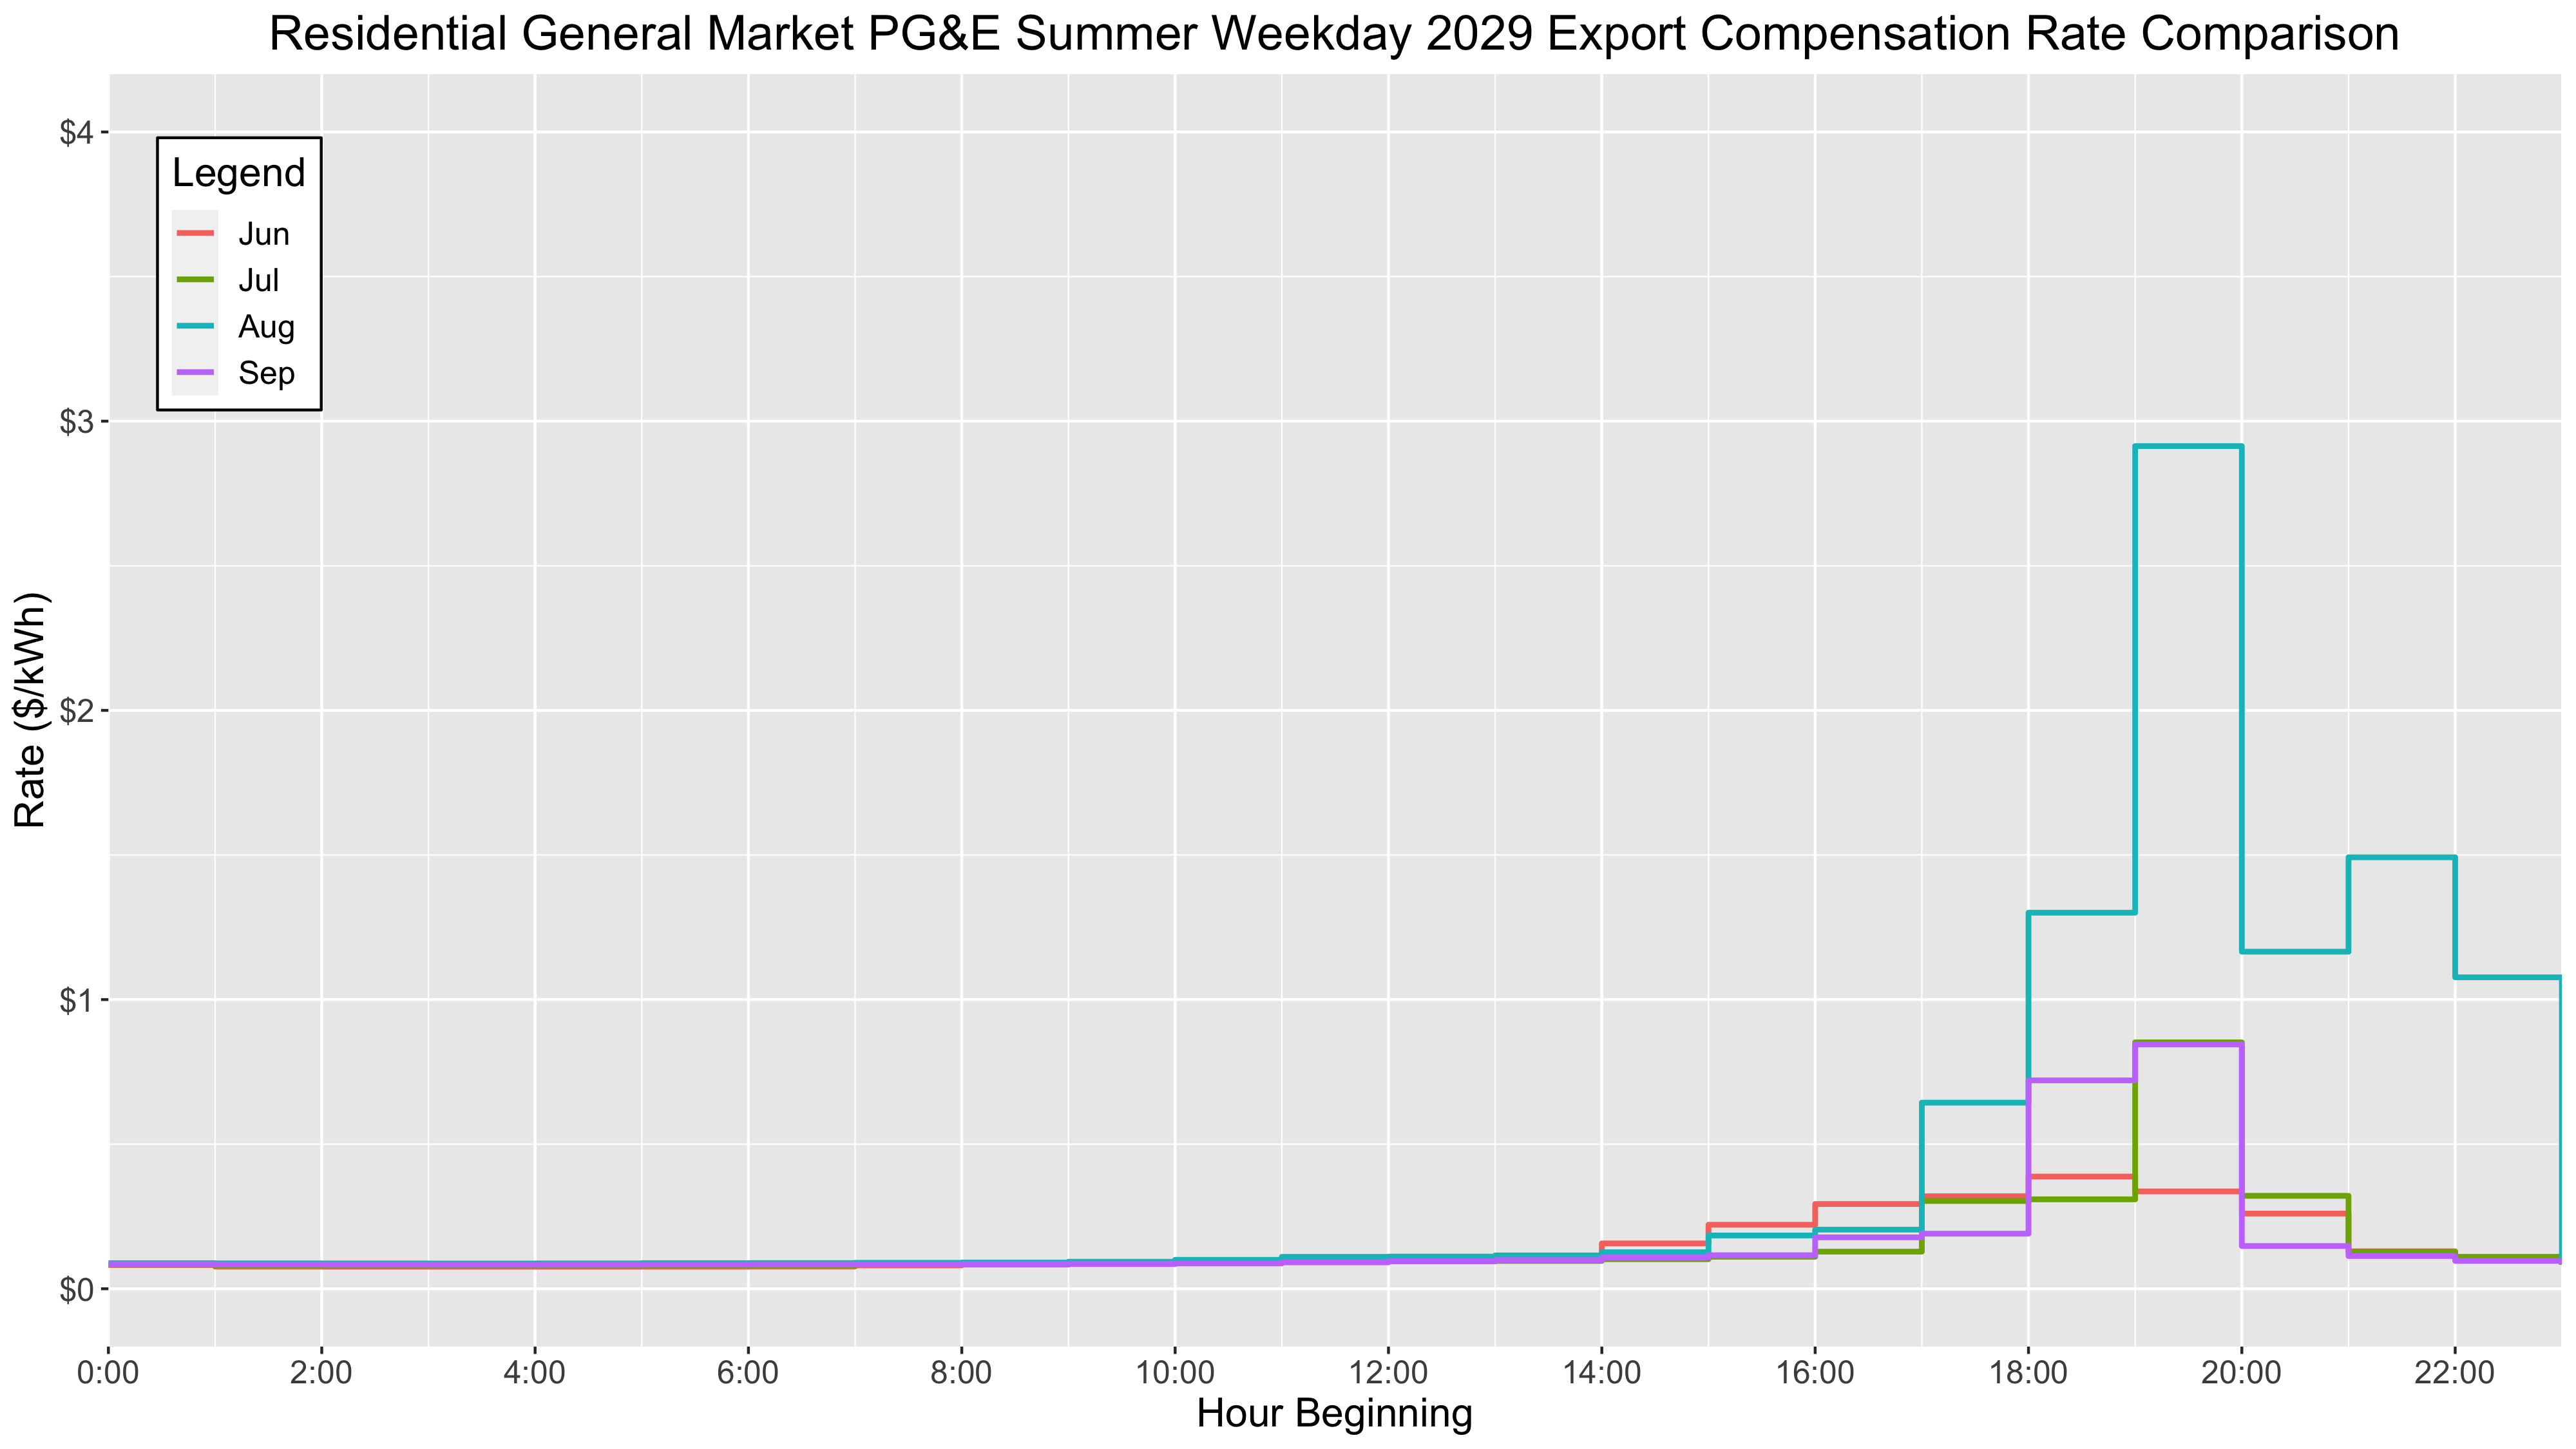 Residential General Market PG&E Summer Weekday 2029 Export Compensation Rate Comparison
$4
Legend
Jun
Jul
Aug
Sep
$3
$2
$1
$0
Rate ($/kWh)
0:00 2:00 4:00 6:00 8:00 10:00 12:00 14:00 16:00 18:00 20:00 22:00
Hour Beginning